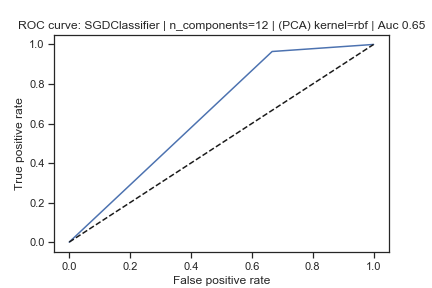 ROC curve: SGDClassifier | n_components=12 | (PCA) kernel=rbf | Auc 0.65
1.0
0.8
0.6
0.4
0.2
0.0
True positive rate
0.0 0.2 0.4 0.6 0.8 1.0
False positive rate